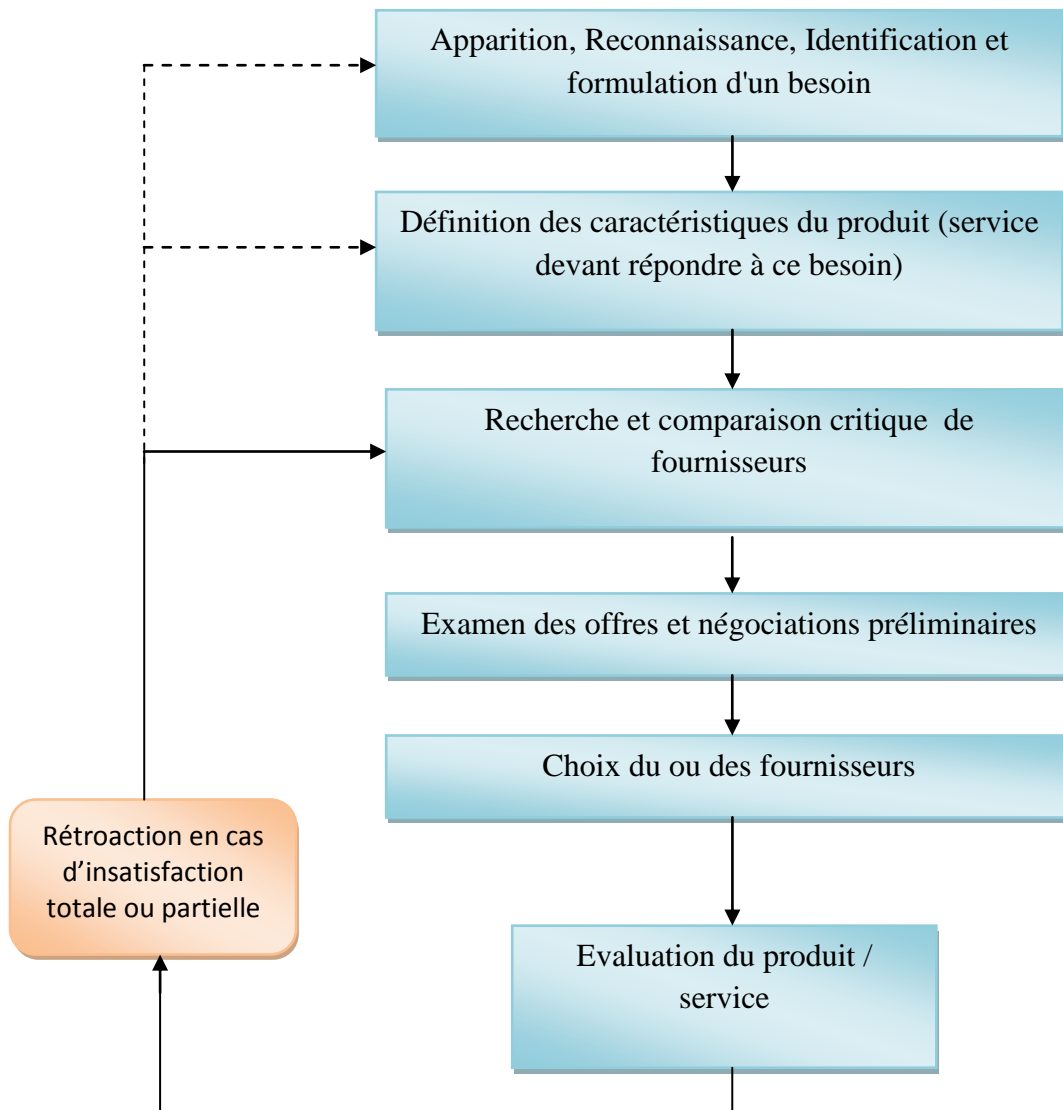 Apparition, Reconnaissance, Identification et
formulation d'un besoin
Définition des caractéristiques du produit (service
devant répondre à ce besoin)
Recherche et comparaison critique de
fournisseurs
Examen des offres et négociations préliminaires
Choix du ou des fournisseurs
Rétroaction en cas
d’insatisfaction
totale ou partielle
Evaluation du produit /
service